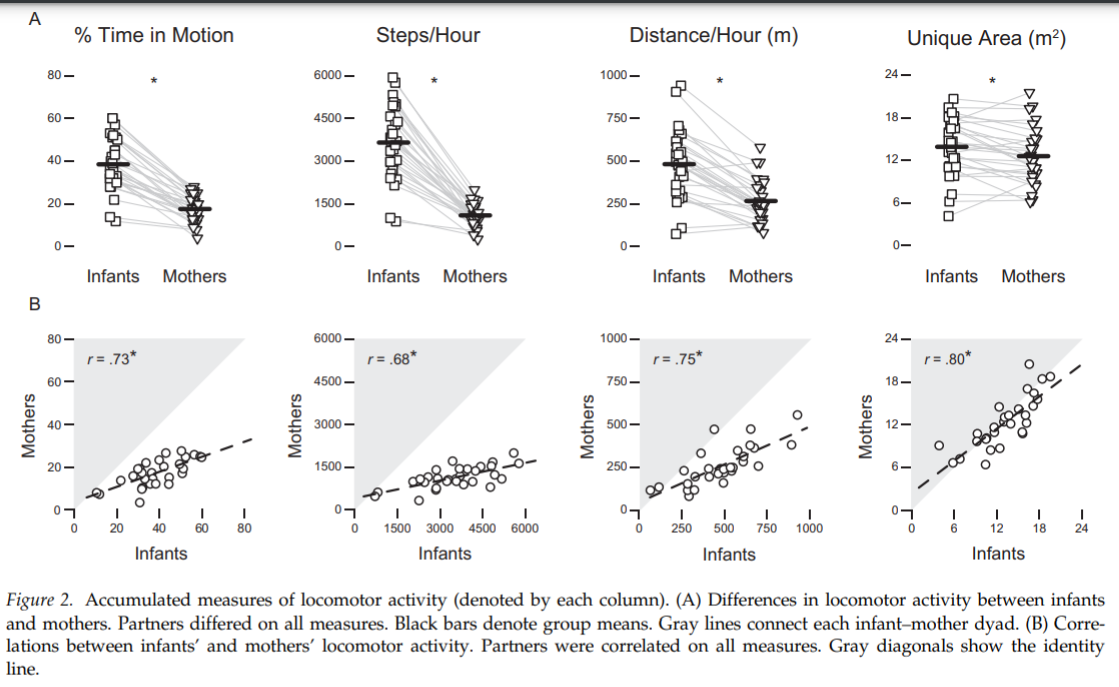 A
% Time in Motion
Steps/Hour
Distance/Hour (m)
Unique Area (m²)
80
60
40
20
0
*
Infants
Mothers
6000
4500
3000
1500
0
*
Infants
Mothers
1000
750
500
250
0
*
Infants
Mothers
24
18
12
6
0
*
Infants
Mothers
B
80
60
40
20
0
Mothers
r = .73*
0 20 40 60 80
Infants
6000
4500
3000
1500
0
Mothers
r = .68*
0 1500 3000 4500 6000
Infants
1000
750
500
250
0
Mothers
r = .75*
0 250 500 750 1000
Infants
24
18
12
6
0
Mothers
r = .80*
0 6 12 18 24
Infants
Figure 2. Accumulated measures of locomotor activity (denoted by each column). (A) Differences in locomotor activity between infants
and mothers. Partners differed on all measures. Black bars denote group means. Gray lines connect each infant–mother dyad. (B) Corre-
lations between infants' and mothers' locomotor activity. Partners were correlated on all measures. Gray diagonals show the identity
line.